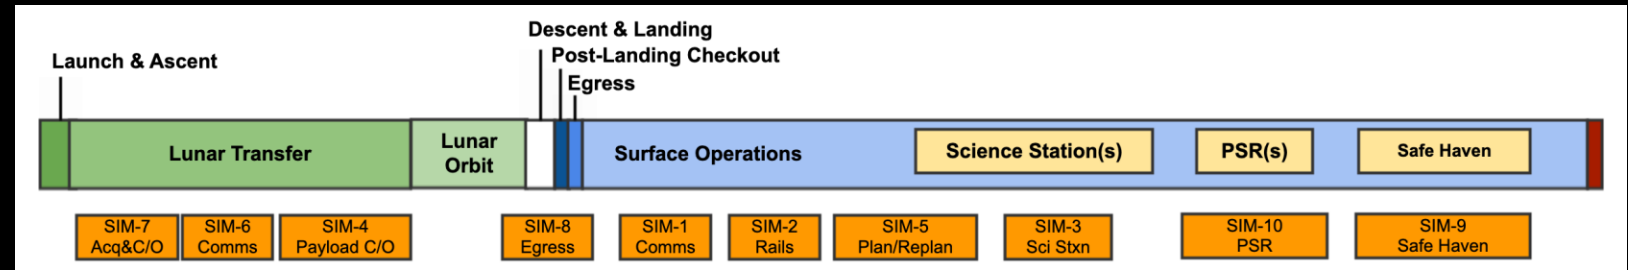 Descent & Landing
Launch & Ascent
Post-Landing Checkout
Egress
Lunar Transfer
Lunar
Orbit
Surface Operations
Science Station(s)
PSR(s)
Safe Haven
SIM-7
Acq&C/O
SIM-6
Comms
SIM-4
Payload C/O
SIM-8
Egress
SIM-1
Comms
SIM-2
Rails
SIM-5
Plan/Replan
SIM-3
Sci Stxn
SIM-10
PSR
SIM-9
Safe Haven